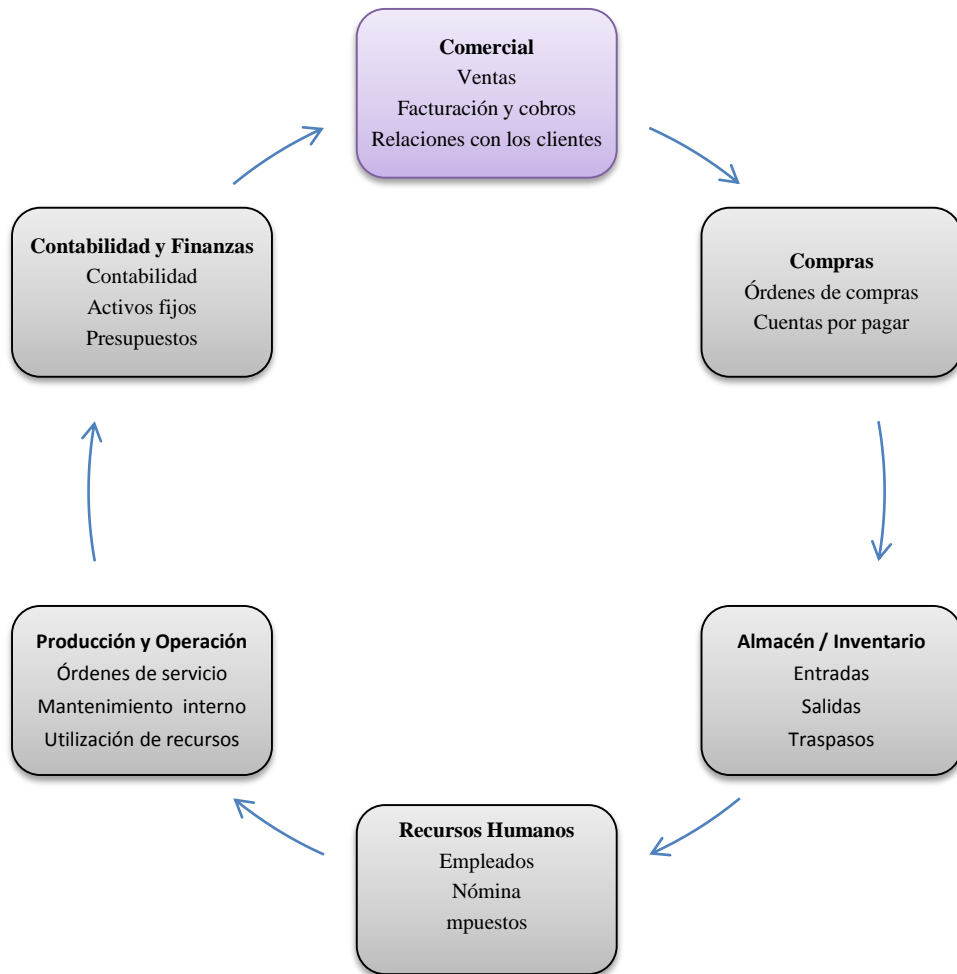 Comercial
Ventas
Facturación y cobros
Relaciones con los clientes
Compras
Órdenes de compras
Cuentas por pagar
Almacén / Inventario
Entradas
Salidas
Traspasos
Recursos Humanos
Empleados
Nómina
mpuestos
Producción y Operación
Órdenes de servicio
Mantenimiento interno
Utilización de recursos
Contabilidad y Finanzas
Contabilidad
Activos fijos
Presupuestos